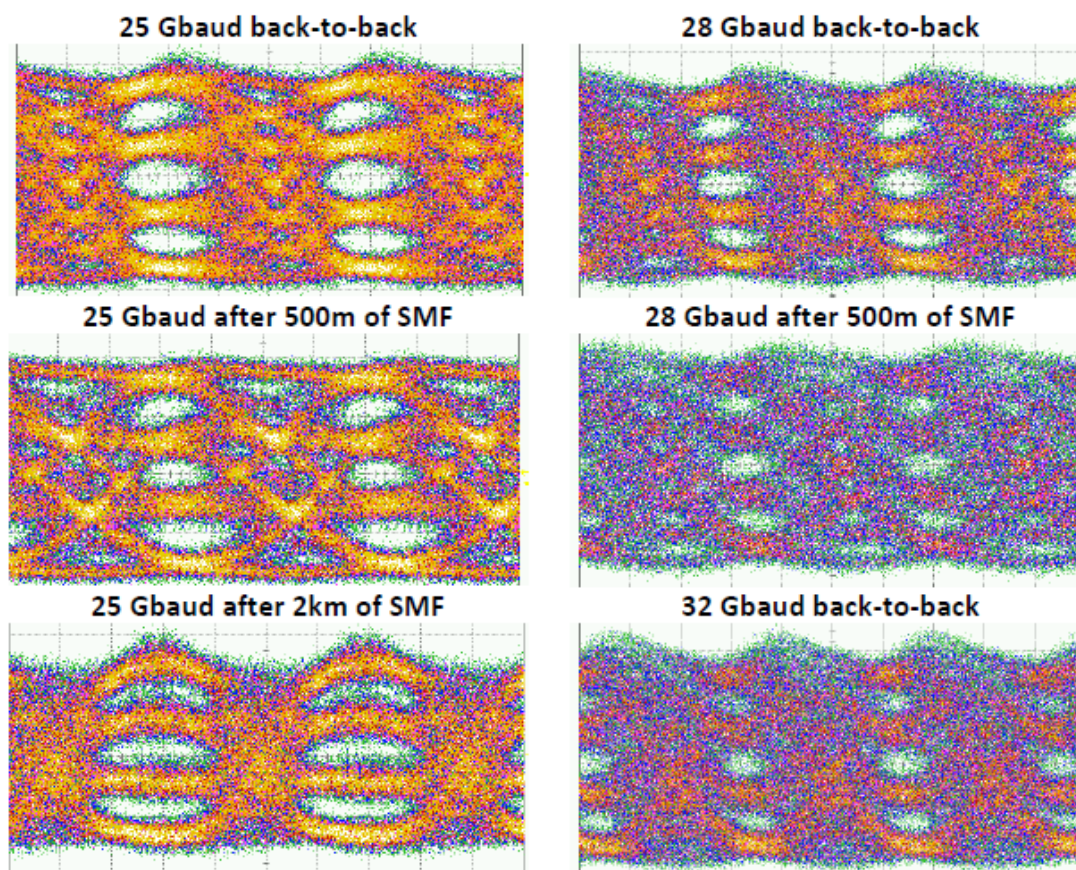 25 Gbaud back-to-back
28 Gbaud back-to-back
25 Gbaud after 500m of SMF
28 Gbaud after 500m of SMF
25 Gbaud after 2km of SMF
32 Gbaud back-to-back